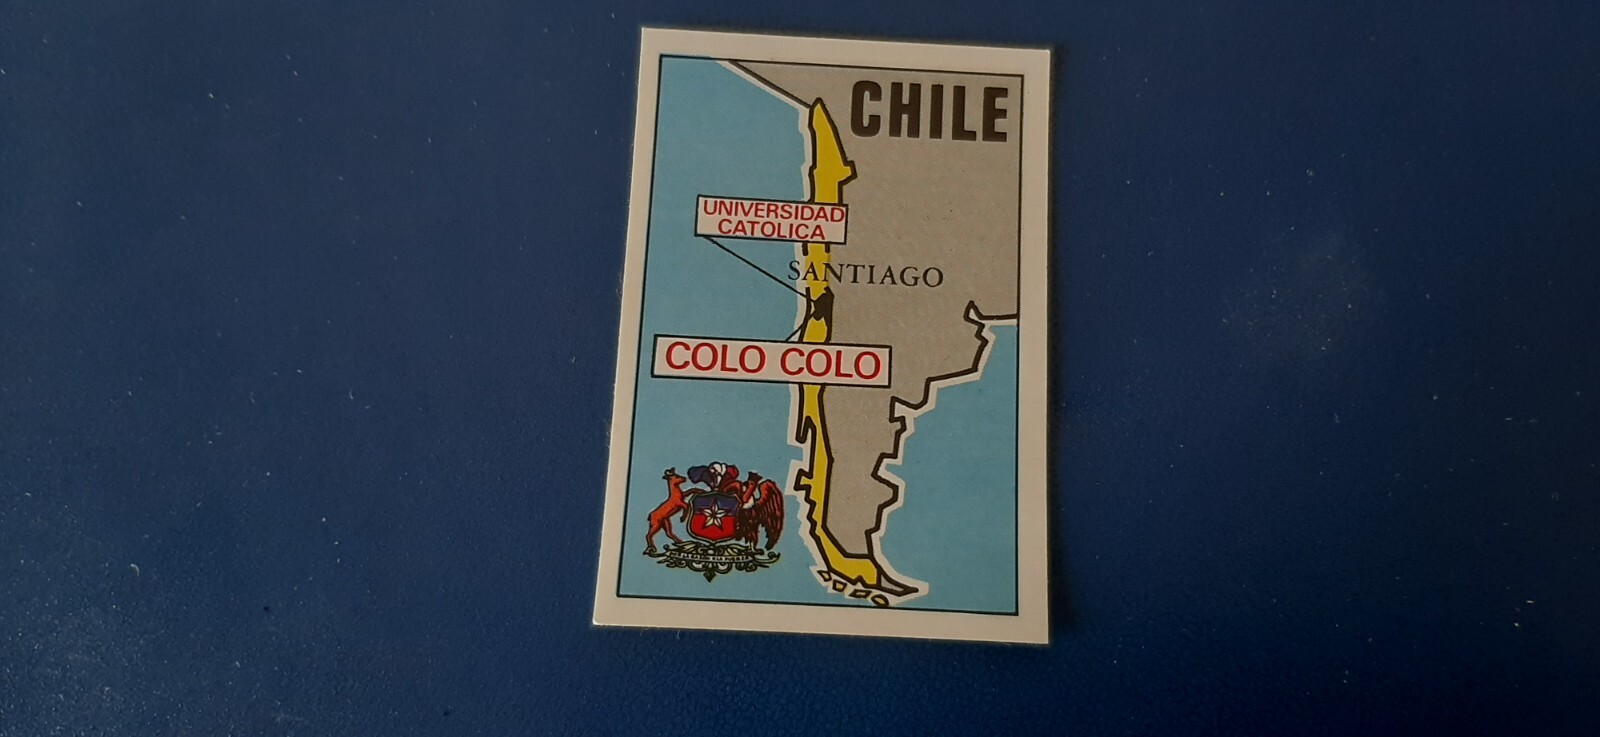 CHILE
UNIVERSIDAD
CATOLICA
SANTIAGO
COLO COLO